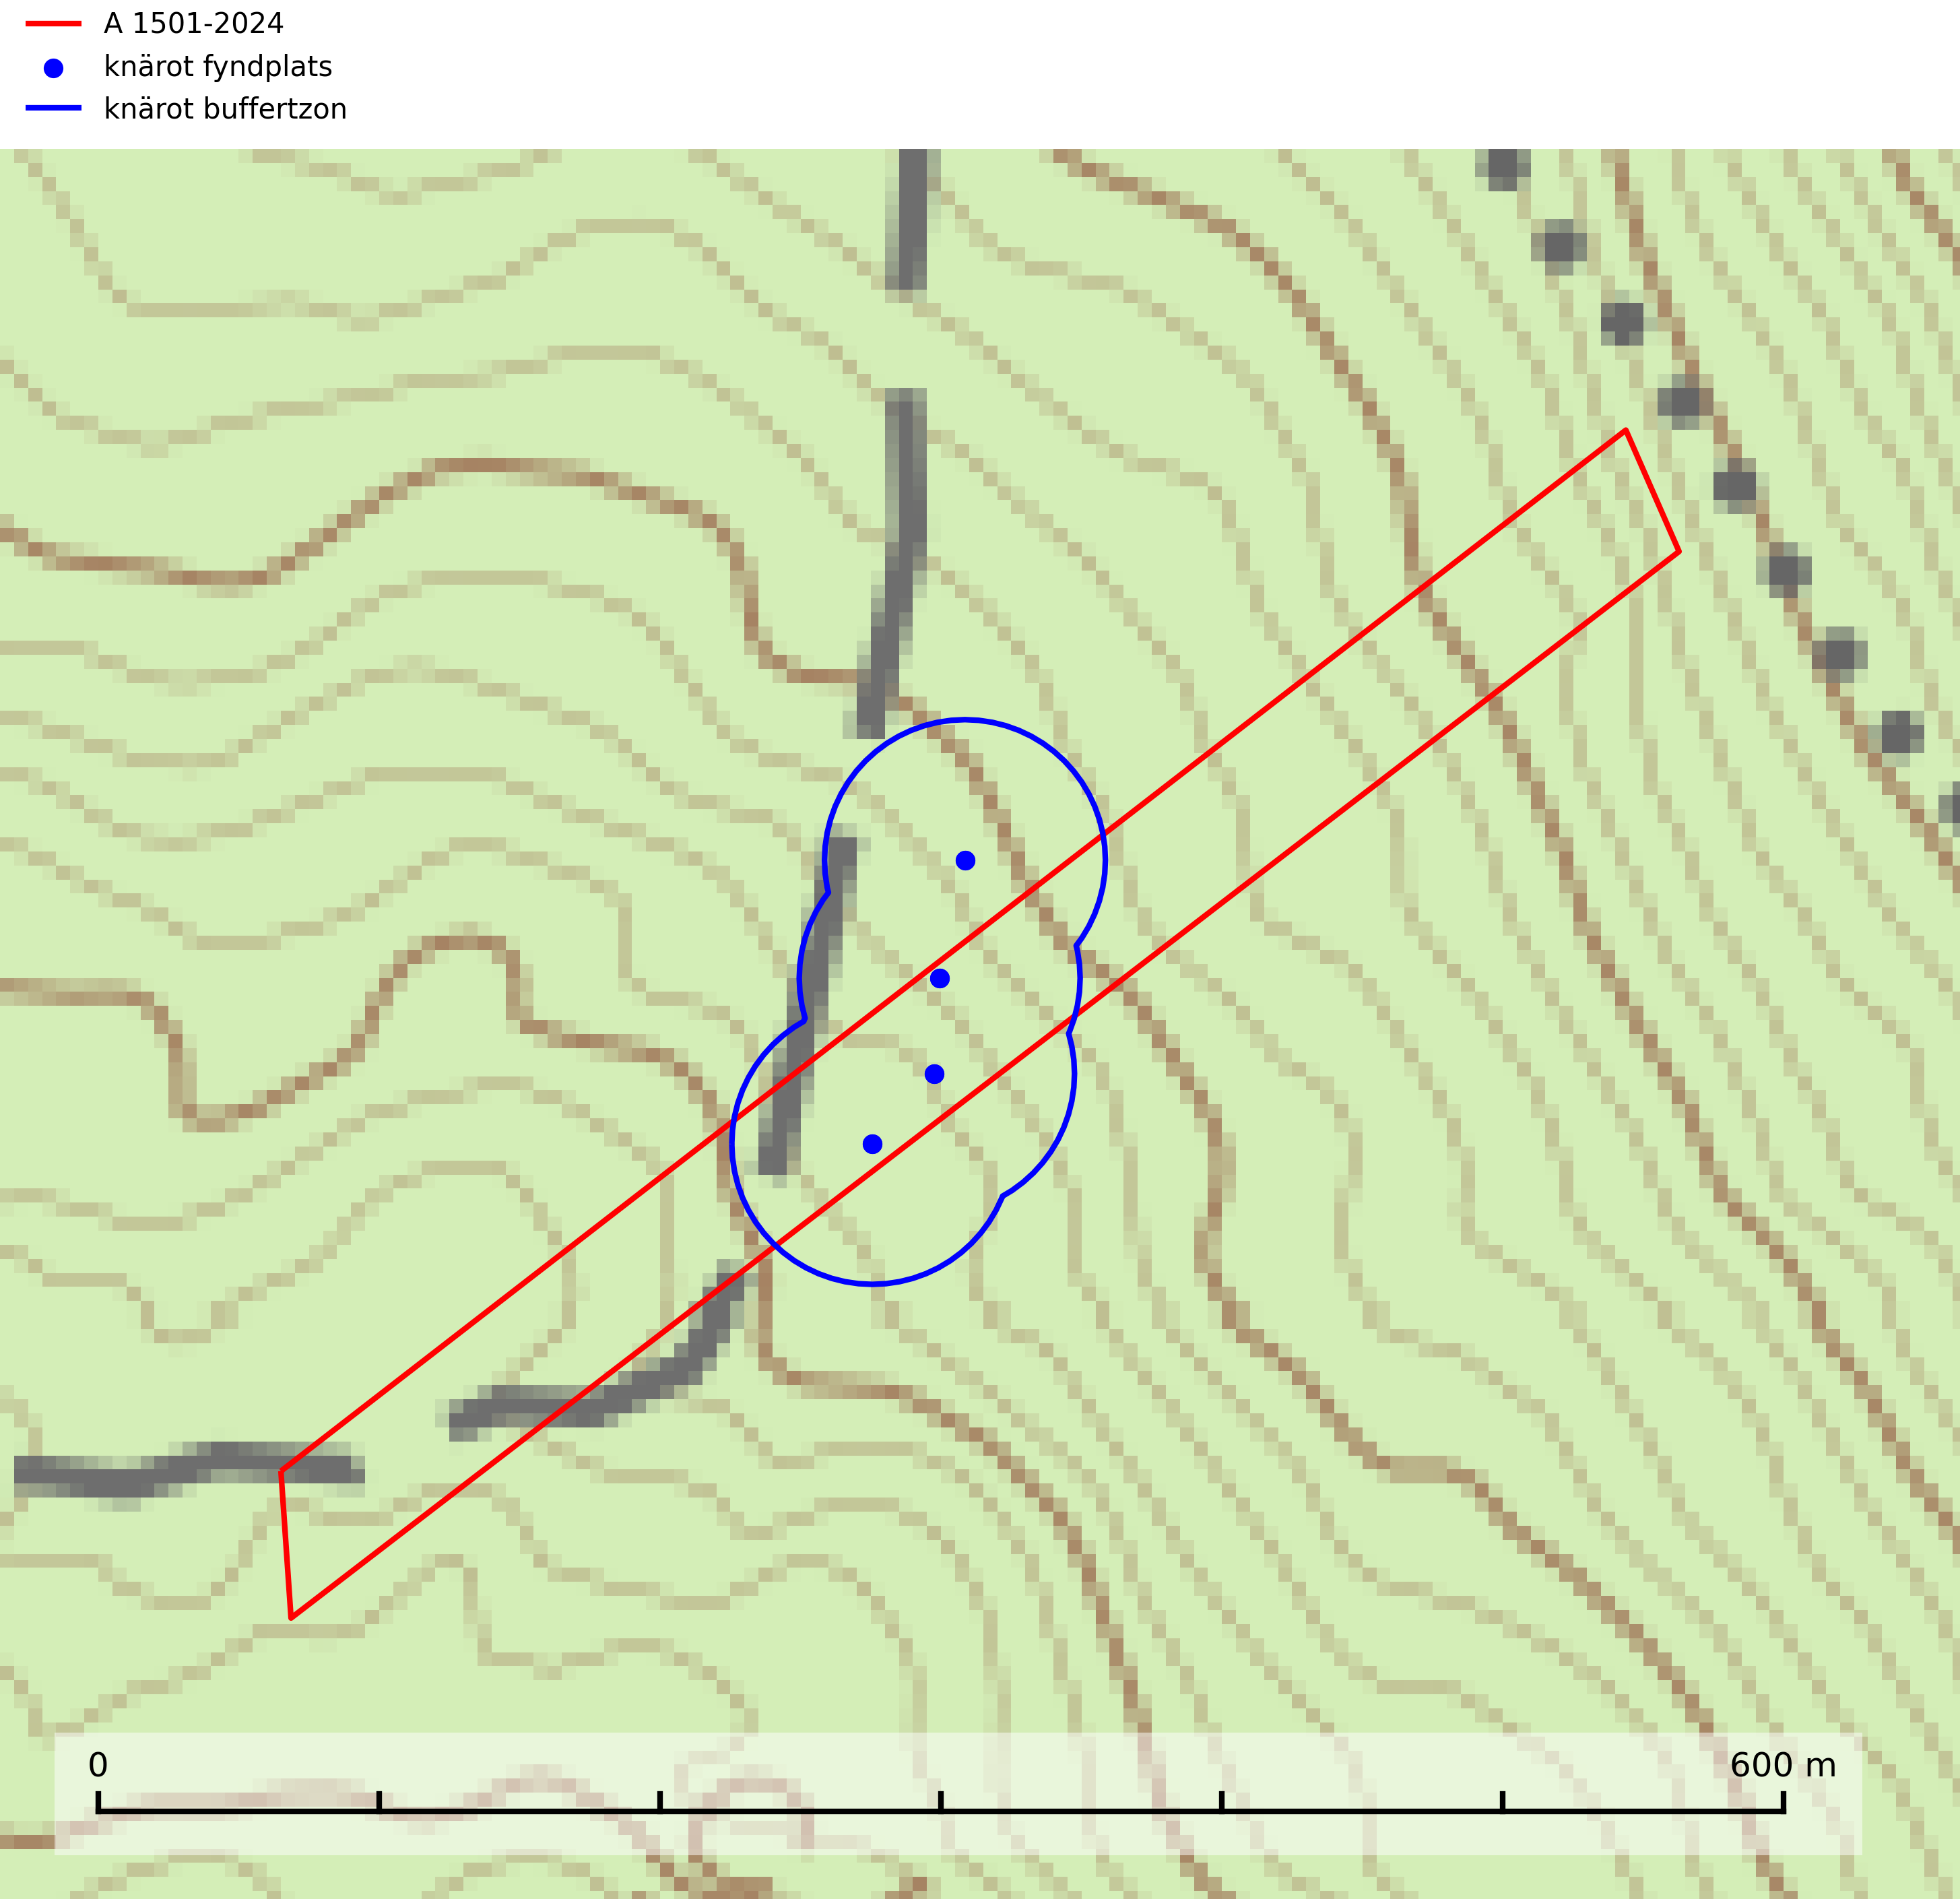 A 1501-2024
knärot fyndplats
knärot buffertzon
0
600 m